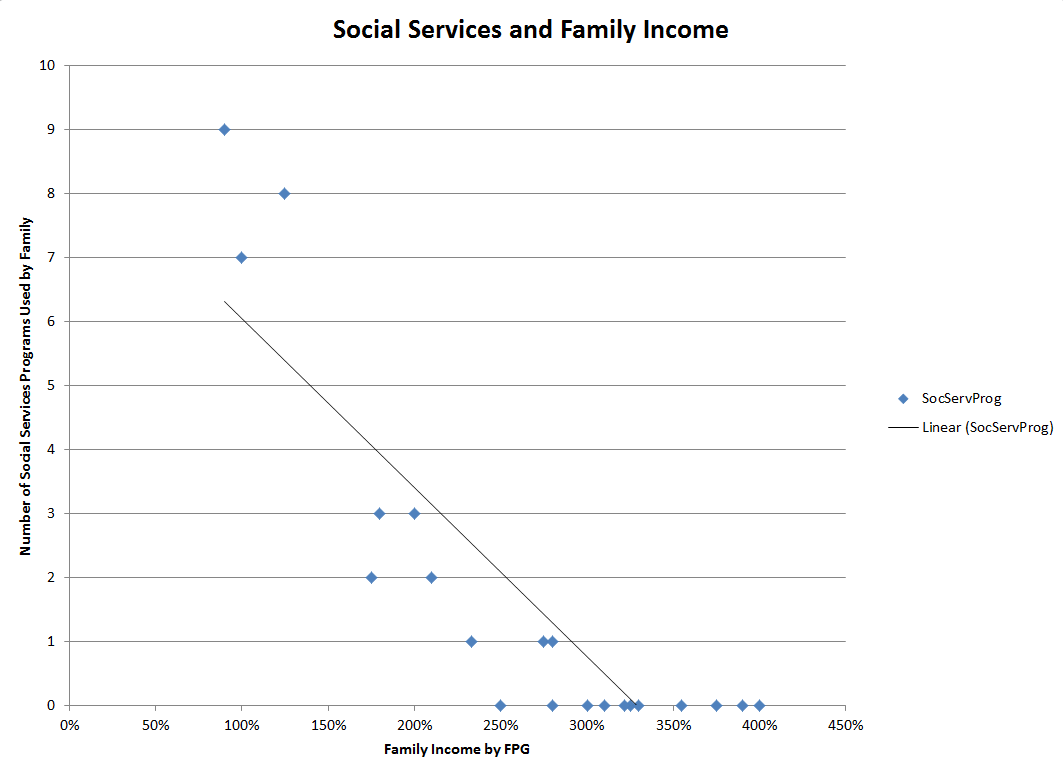 Social Services and Family Income
10
9
8
7
6
5
4
3
2
1
0
Number of Social Services Programs Used by Family
0% 50% 100% 150% 200% 250% 300% 350% 400% 450%
Family Income by FPG
SocServProg
Linear (SocServProg)